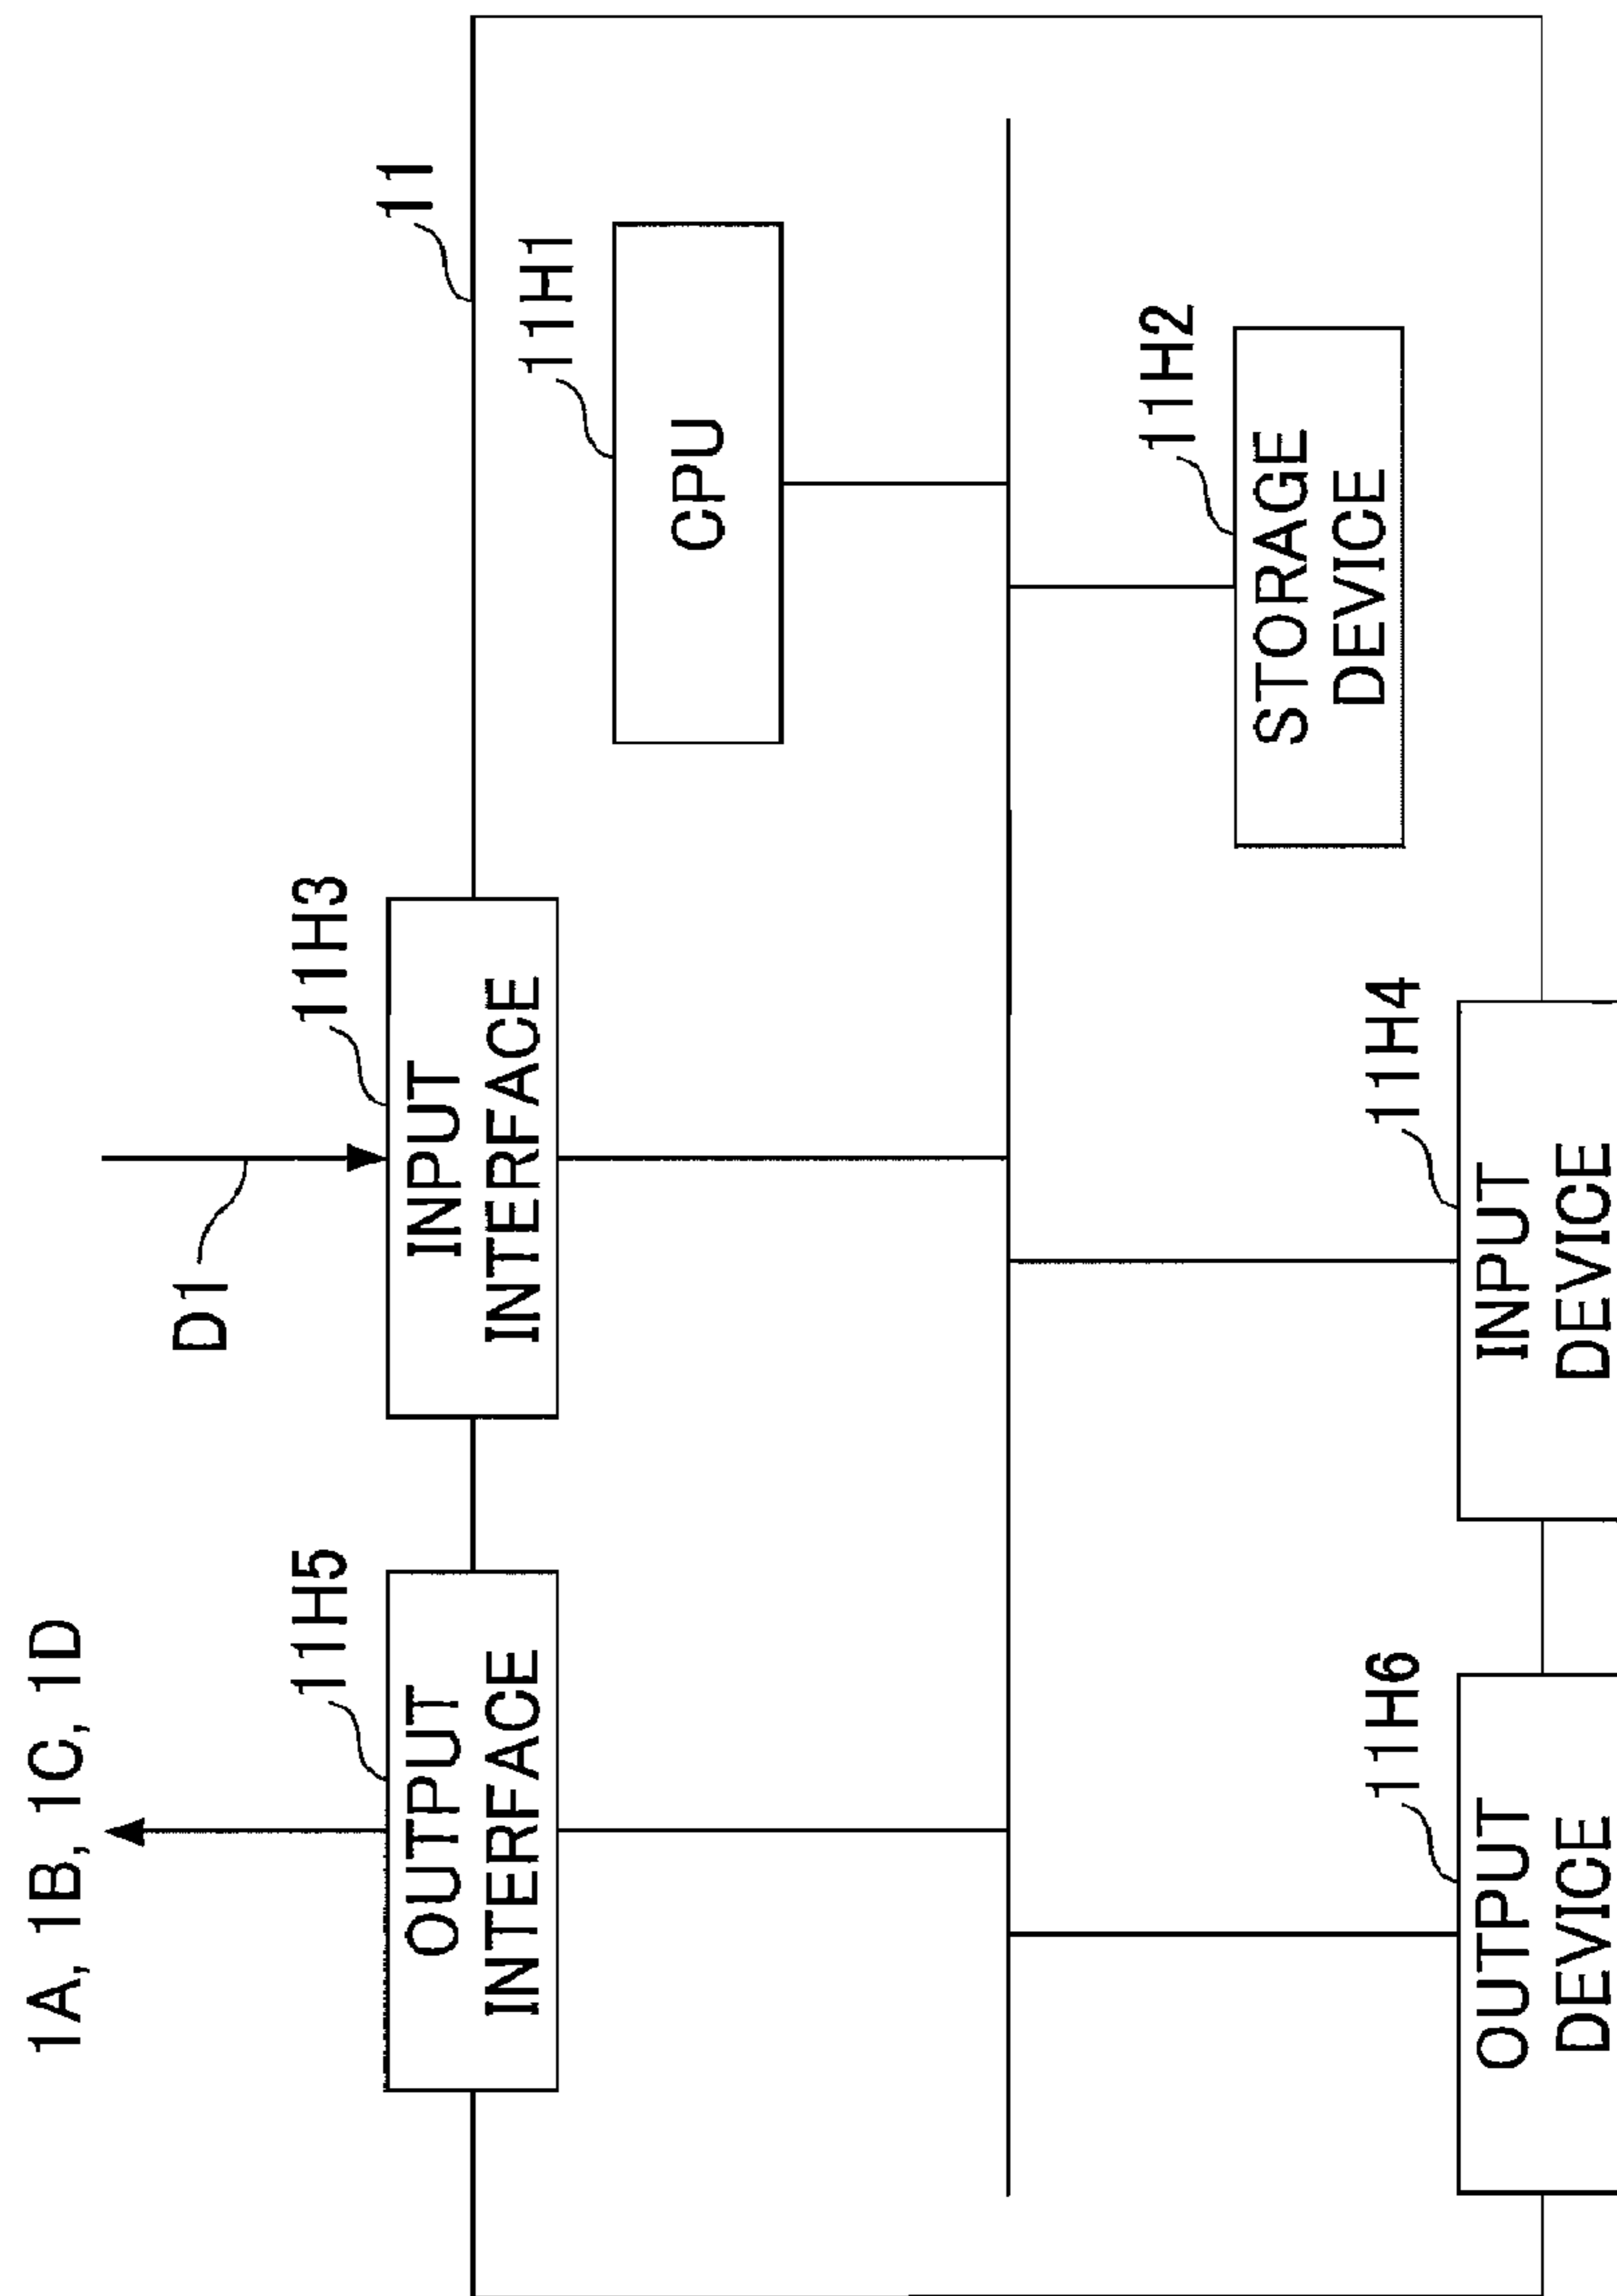 1A, 1B, 1C, 1D
D1
11H5
OUTPUT
INTERFACE
11H3
INPUT
INTERFACE
11
11H1
CPU
11H2
STORAGE
DEVICE
11H6
OUTPUT
DEVICE
11H4
INPUT
DEVICE